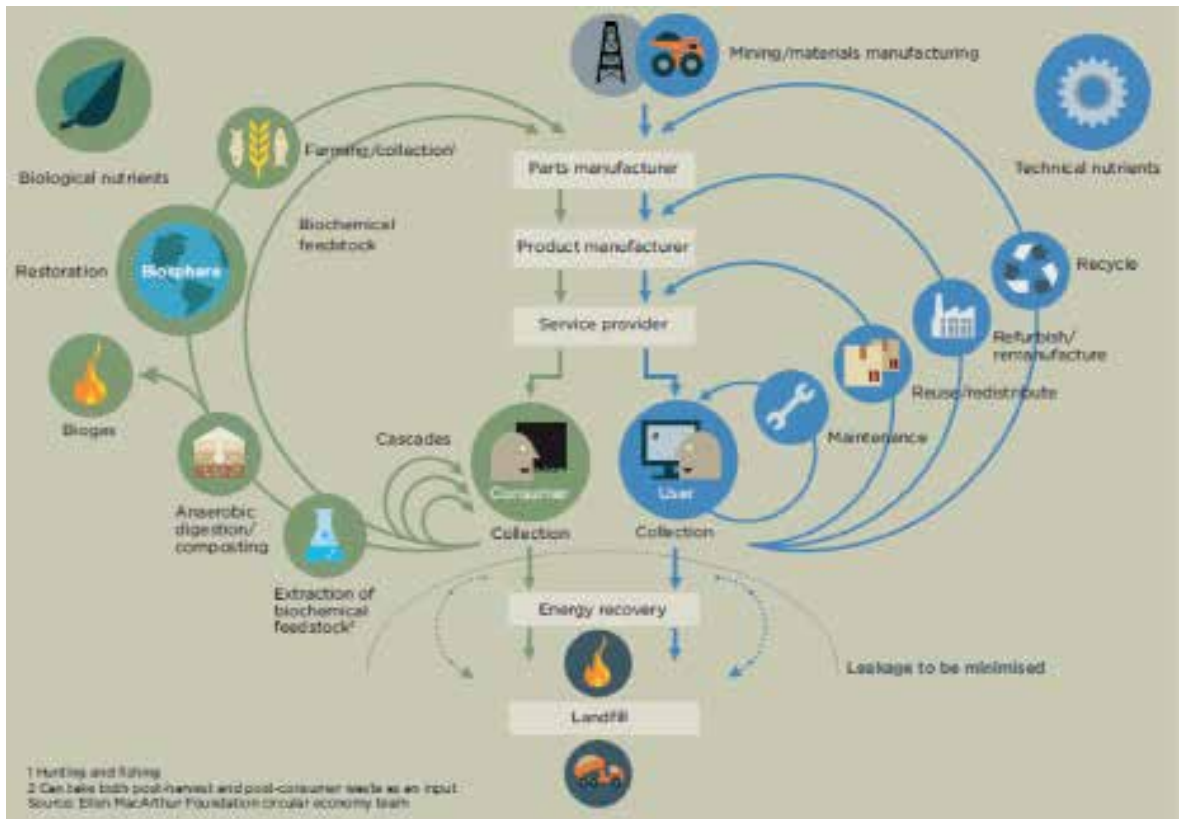 Mining/materials manufacturing
Biological nutrients
Farming/collection¹
Parts manufacturer
Technical nutrients
Biochemical
feedstock
Product manufacturer
Restoration
Biosphere
Recycle
Service provider
Refurbish/
remanufacture
Reuse/redistribute
Biogas
Cascades
Maintenance
Consumer
User
Anaerobic
digestion/
composting
Collection
Collection
Extraction of
biochemical
feedstock²
Energy recovery
Leakage to be minimised
Landfill
1 Hunting and fishing
2 Can take both post-harvest and post-consumer waste as an input
Source: Ellen MacArthur Foundation circular economy team